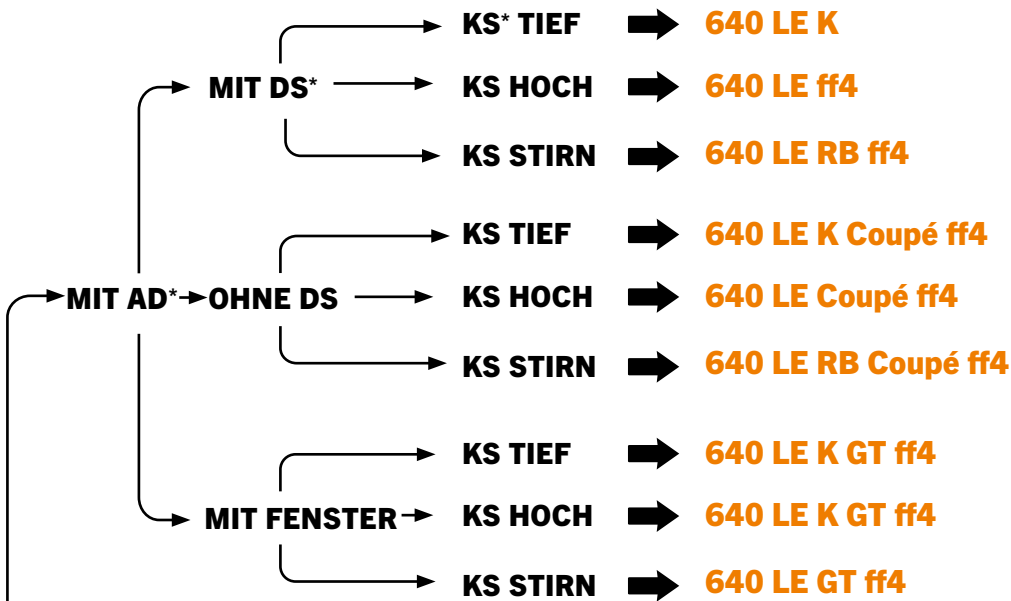 KS* TIEF 640 LE K
MIT DS* KS HOCH 640 LE ff4
KS STIRN 640 LE RB ff4
KS TIEF 640 LE K Coupé ff4
MIT AD* OHNE DS KS HOCH 640 LE Coupé ff4
KS STIRN 640 LE RB Coupé ff4
KS TIEF 640 LE K GT ff4
MIT FENSTER KS HOCH 640 LE K GT ff4
KS STIRN 640 LE GT ff4